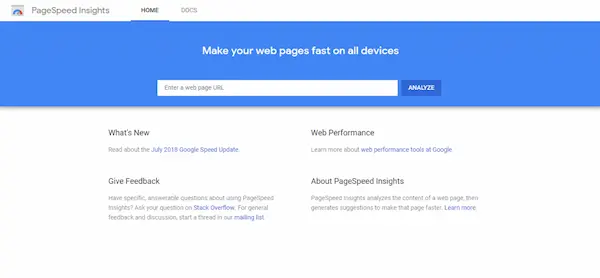 PageSpeed Insights HOME DOCS
Make your web pages fast on all devices
Enter a web page URL ANALYZE
What's New
Read about the July 2018 Google Speed Update.
Web Performance
Learn more about web performance tools at Google.
Give Feedback
Have specific, answerable questions about using PageSpeed
Insights? Ask your question on Stack Overflow. For general
feedback and discussion, start a thread in our mailing list.
About PageSpeed Insights
PageSpeed Insights analyzes the content of a web page, then
generates suggestions to make that page faster. Learn more.